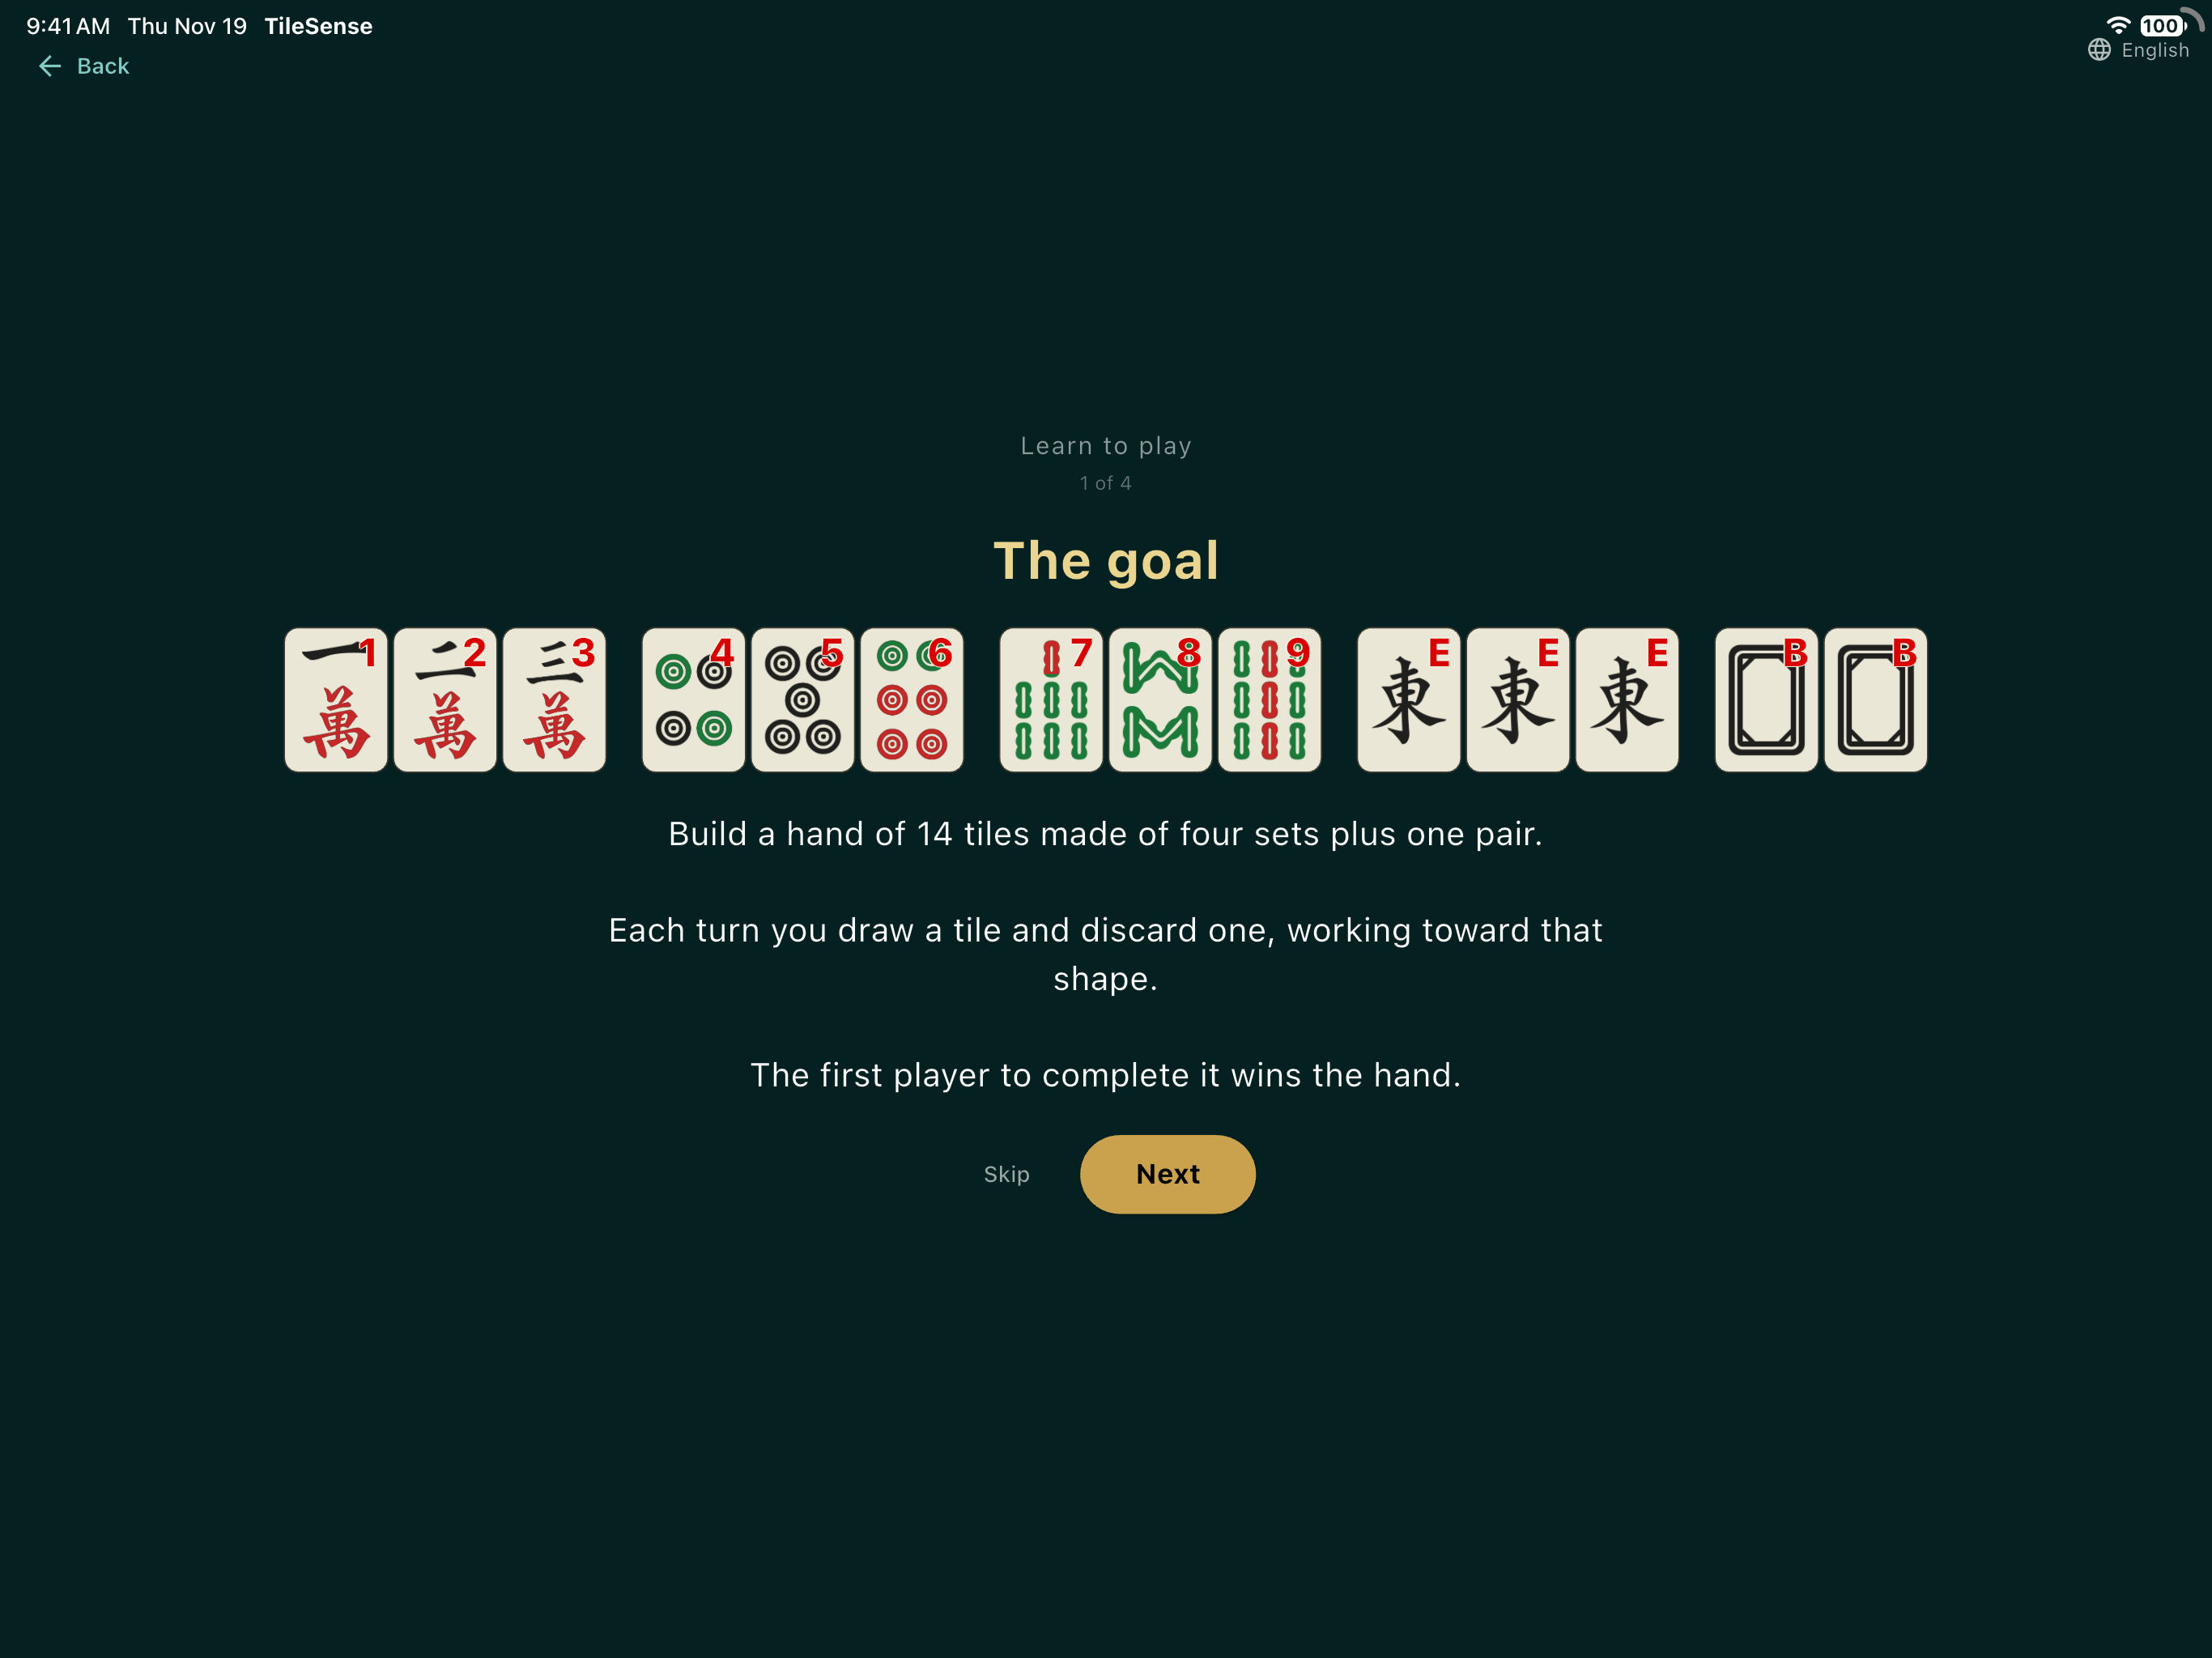 9:41 AM Thu Nov 19 TileSense
100
Back
English
Learn to play
1 of 4
The goal
一萬 1 二萬 2 三萬 3 4 5 6 7 8 9 東 E 東 E 東 E B B
Build a hand of 14 tiles made of four sets plus one pair.
Each turn you draw a tile and discard one, working toward that
shape.
The first player to complete it wins the hand.
Skip
Next